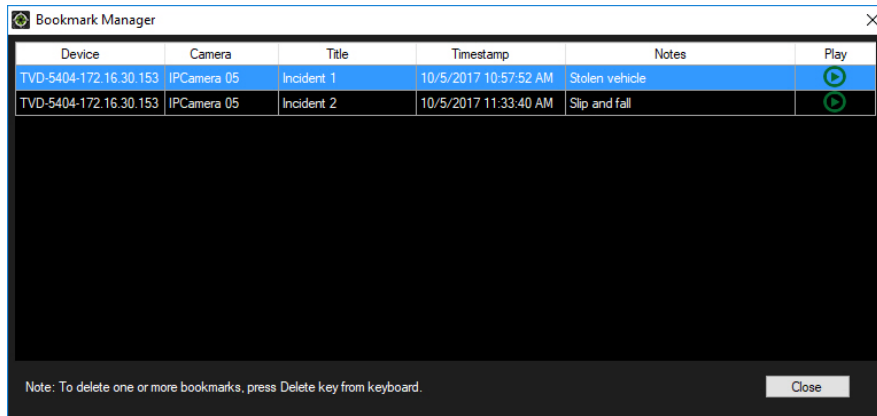 Bookmark Manager
Device Camera Title Timestamp Notes Play
TVD-5404-172.16.30.153 IPCamera 05 Incident 1 10/5/2017 10:57:52 AM Stolen vehicle
TVD-5404-172.16.30.153 IPCamera 05 Incident 2 10/5/2017 11:33:40 AM Slip and fall
Note: To delete one or more bookmarks, press Delete key from keyboard.
Close